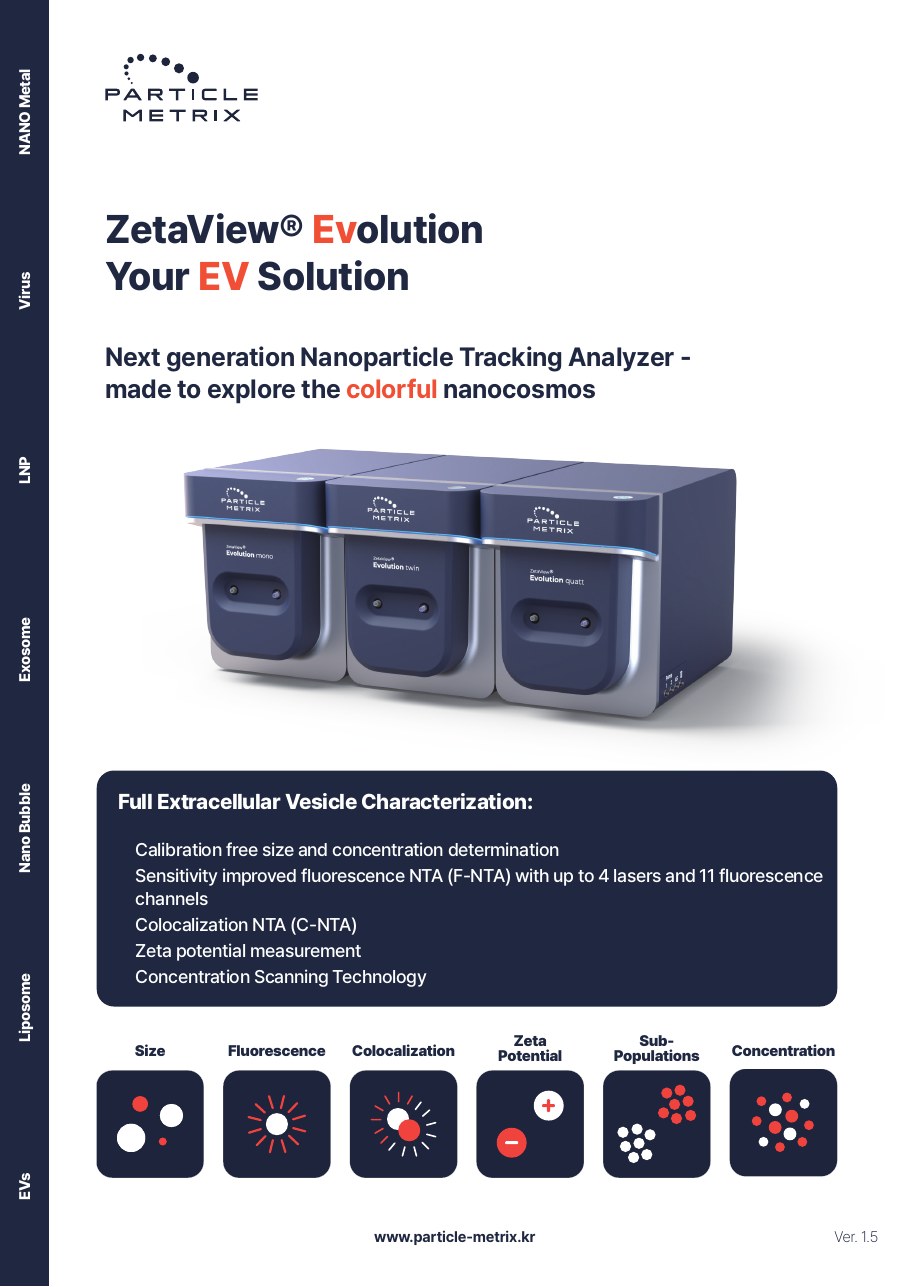 NANO Metal
Virus
LNP
Exosome
Nano Bubble
Liposome
EVs
PARTICLE
METRIX
ZetaView® Evolution
Your EV Solution
Next generation Nanoparticle Tracking Analyzer -
made to explore the colorful nanocosmos
PARTICLE
METRIX
ZetaView®
Evolution mono
PARTICLE
METRIX
ZetaView®
Evolution twin
PARTICLE
METRIX
ZetaView®
Evolution quatt
Full Extracellular Vesicle Characterization:
Calibration free size and concentration determination
Sensitivity improved fluorescence NTA (F-NTA) with up to 4 lasers and 11 fluorescence
channels
Colocalization NTA (C-NTA)
Zeta potential measurement
Concentration Scanning Technology
Size
Fluorescence
Colocalization
Zeta
Potential
Sub-
Populations
Concentration
www.particle-metrix.kr
Ver. 1.5